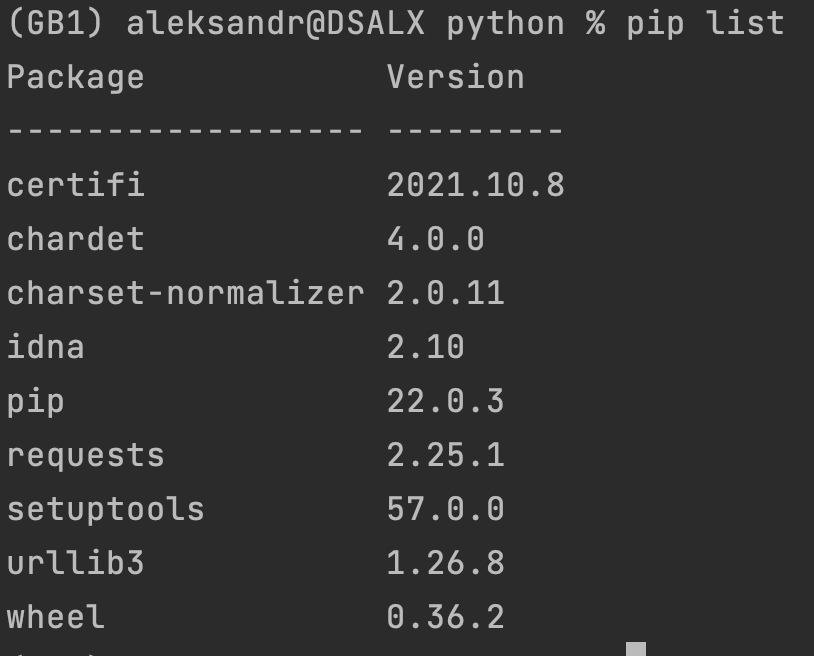 (GB1) aleksandr@DSALX python % pip list
Package            Version
------------------ ---------
certifi            2021.10.8
chardet            4.0.0
charset-normalizer 2.0.11
idna               2.10
pip                22.0.3
requests           2.25.1
setuptools         57.0.0
urllib3            1.26.8
wheel              0.36.2